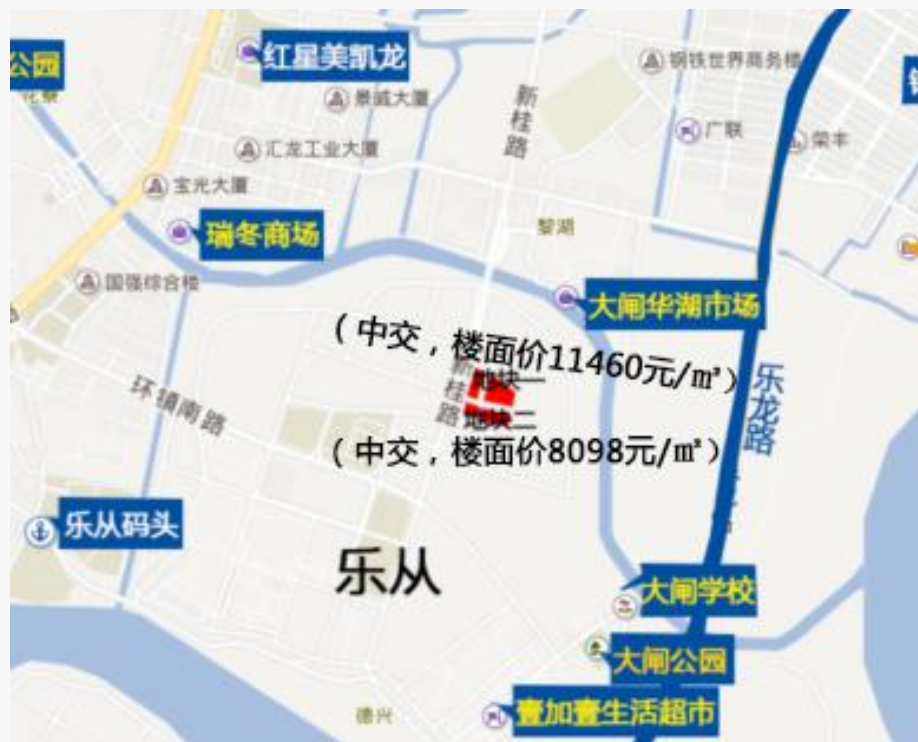 公园
红星美凯龙
钢铁世界商务楼
景威大厦
新桂路
广联
荣丰
汇龙工业大厦
宝光大厦
瑞冬商场
黎湖
国强综合楼
大闸华湖市场
（中交，楼面价11460元/㎡）
地块一
新桂路
乐龙路
环镇南路
地块二
（中交，楼面价8098元/㎡）
乐从码头
乐从
大闸学校
大闸公园
壹加壹生活超市
德兴